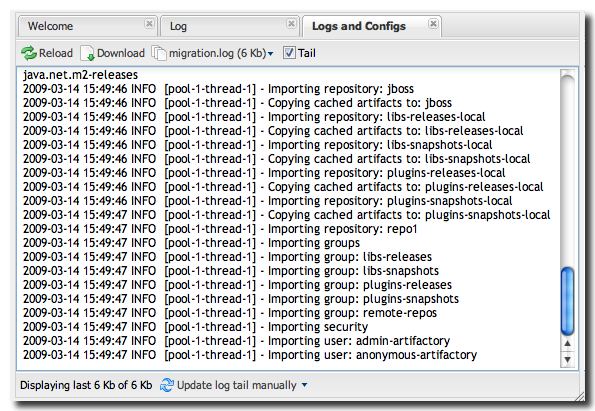 Welcome
Log
Logs and Configs
Reload Download migration.log (6 Kb) Tail
java.net.m2-releases
2009-03-14 15:49:46 INFO [pool-1-thread-1] - Importing repository: jboss
2009-03-14 15:49:46 INFO [pool-1-thread-1] - Copying cached artifacts to: jboss
2009-03-14 15:49:46 INFO [pool-1-thread-1] - Importing repository: libs-releases-local
2009-03-14 15:49:46 INFO [pool-1-thread-1] - Copying cached artifacts to: libs-releases-local
2009-03-14 15:49:46 INFO [pool-1-thread-1] - Importing repository: libs-snapshots-local
2009-03-14 15:49:46 INFO [pool-1-thread-1] - Copying cached artifacts to: libs-snapshots-local
2009-03-14 15:49:46 INFO [pool-1-thread-1] - Importing repository: plugins-releases-local
2009-03-14 15:49:46 INFO [pool-1-thread-1] - Copying cached artifacts to: plugins-releases-local
2009-03-14 15:49:46 INFO [pool-1-thread-1] - Importing repository: plugins-snapshots-local
2009-03-14 15:49:47 INFO [pool-1-thread-1] - Copying cached artifacts to: plugins-snapshots-local
2009-03-14 15:49:47 INFO [pool-1-thread-1] - Importing repository: repo1
2009-03-14 15:49:47 INFO [pool-1-thread-1] - Importing groups
2009-03-14 15:49:47 INFO [pool-1-thread-1] - Importing group: libs-releases
2009-03-14 15:49:47 INFO [pool-1-thread-1] - Importing group: libs-snapshots
2009-03-14 15:49:47 INFO [pool-1-thread-1] - Importing group: plugins-releases
2009-03-14 15:49:47 INFO [pool-1-thread-1] - Importing group: plugins-snapshots
2009-03-14 15:49:47 INFO [pool-1-thread-1] - Importing group: remote-repos
2009-03-14 15:49:47 INFO [pool-1-thread-1] - Importing security
2009-03-14 15:49:47 INFO [pool-1-thread-1] - Importing user: admin-artifactory
2009-03-14 15:49:47 INFO [pool-1-thread-1] - Importing user: anonymous-artifactory
Displaying last 6 Kb of 6 Kb Update log tail manually